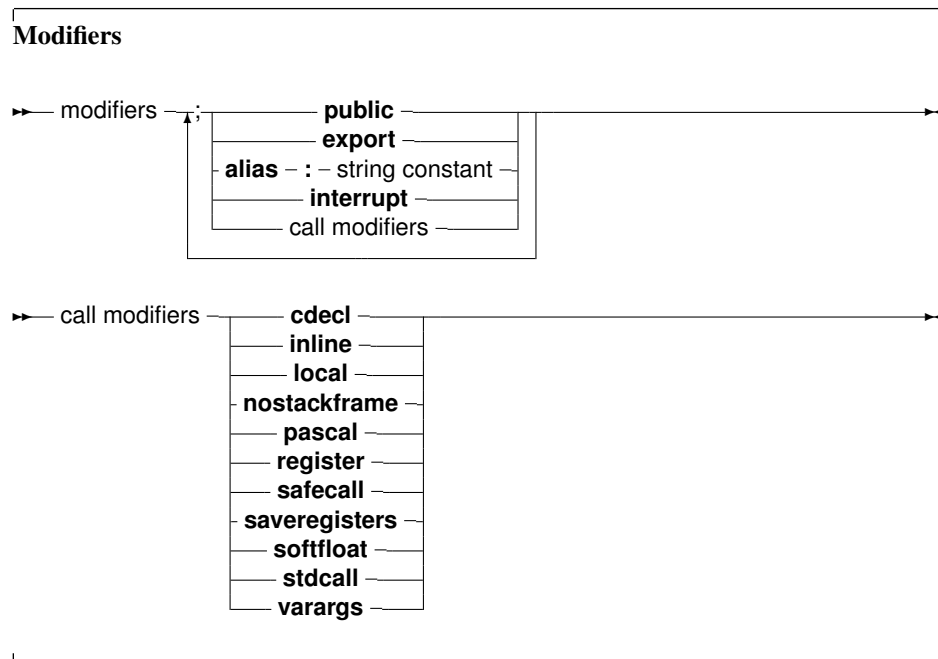 Modifiers
modifiers ; public
export
alias : string constant
interrupt
call modifiers
call modifiers cdecl
inline
local
nostackframe
pascal
register
safecall
saveregisters
softfloat
stdcall
varargs